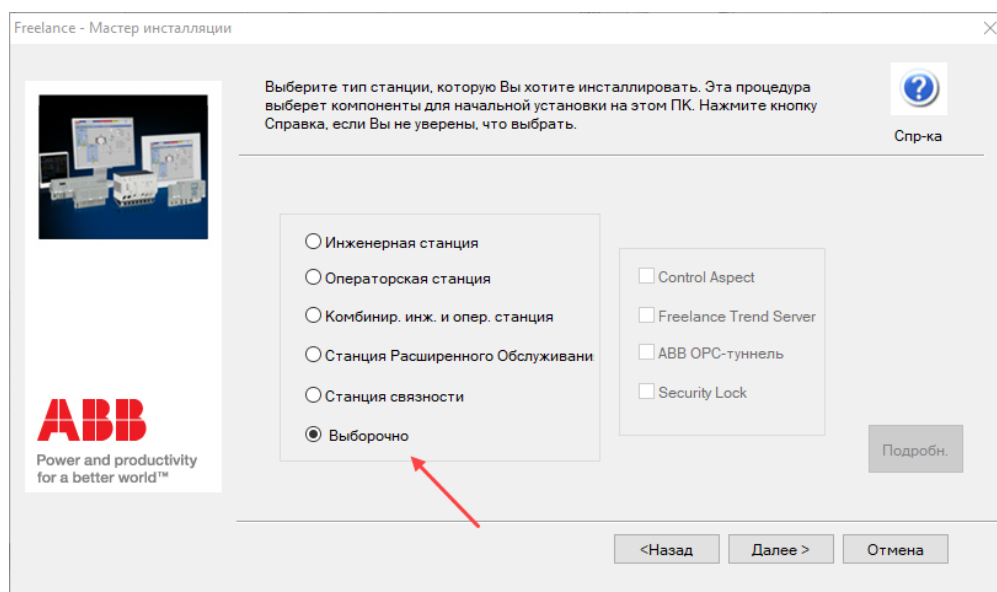 Freelance - Мастер инсталляции
Выберите тип станции, которую Вы хотите инсталлировать. Эта процедура
выберет компоненты для начальной установки на этом ПК. Нажмите кнопку
Справка, если Вы не уверены, что выбрать.
Спр-ка
Инженерная станция
Операторская станция
Комбинир. инж. и опер. станция
Станция Расширенного Обслуживани
Станция связности
Выборочно
Control Aspect
Freelance Trend Server
ABB OPC-туннель
Security Lock
Подробн.
ABB
Power and productivity
for a better world™
<Назад
Далее >
Отмена